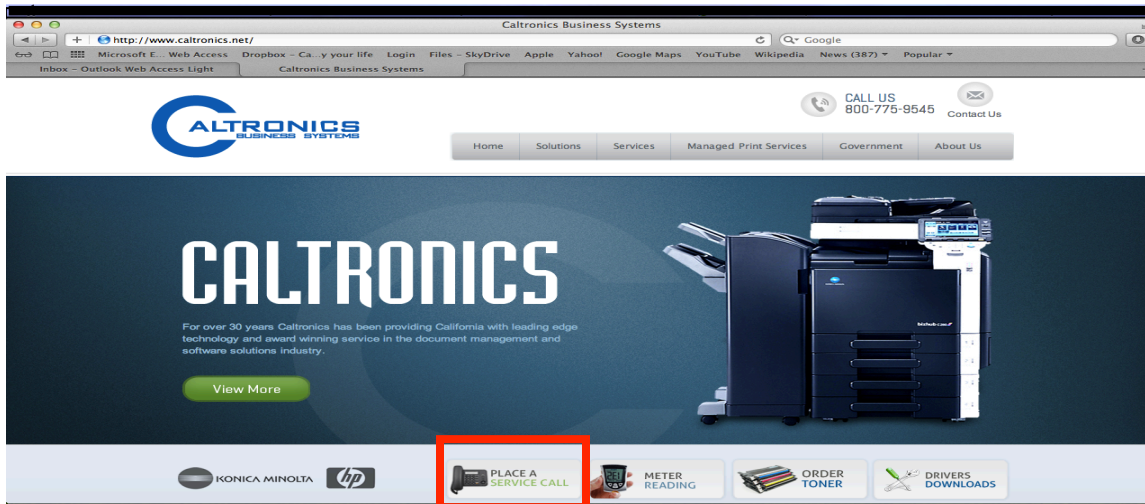 Caltronics Business Systems
http://www.caltronics.net/
Google
Microsoft E... Web Access Dropbox – Ca...y your life Login Files – SkyDrive Apple Yahoo! Google Maps YouTube Wikipedia News (387) Popular
Inbox – Outlook Web Access Light Caltronics Business Systems
CALL US
800-775-9545
Contact Us
CALTRONICS
BUSINESS SYSTEMS
Home Solutions Services Managed Print Services Government About Us
CALTRONICS
For over 30 years Caltronics has been providing California with leading edge
technology and award winning service in the document management and
software solutions industry.
View More
bizhub
KONICA MINOLTA
hp
PLACE A
SERVICE CALL
METER
READING
ORDER
TONER
DRIVERS
DOWNLOADS